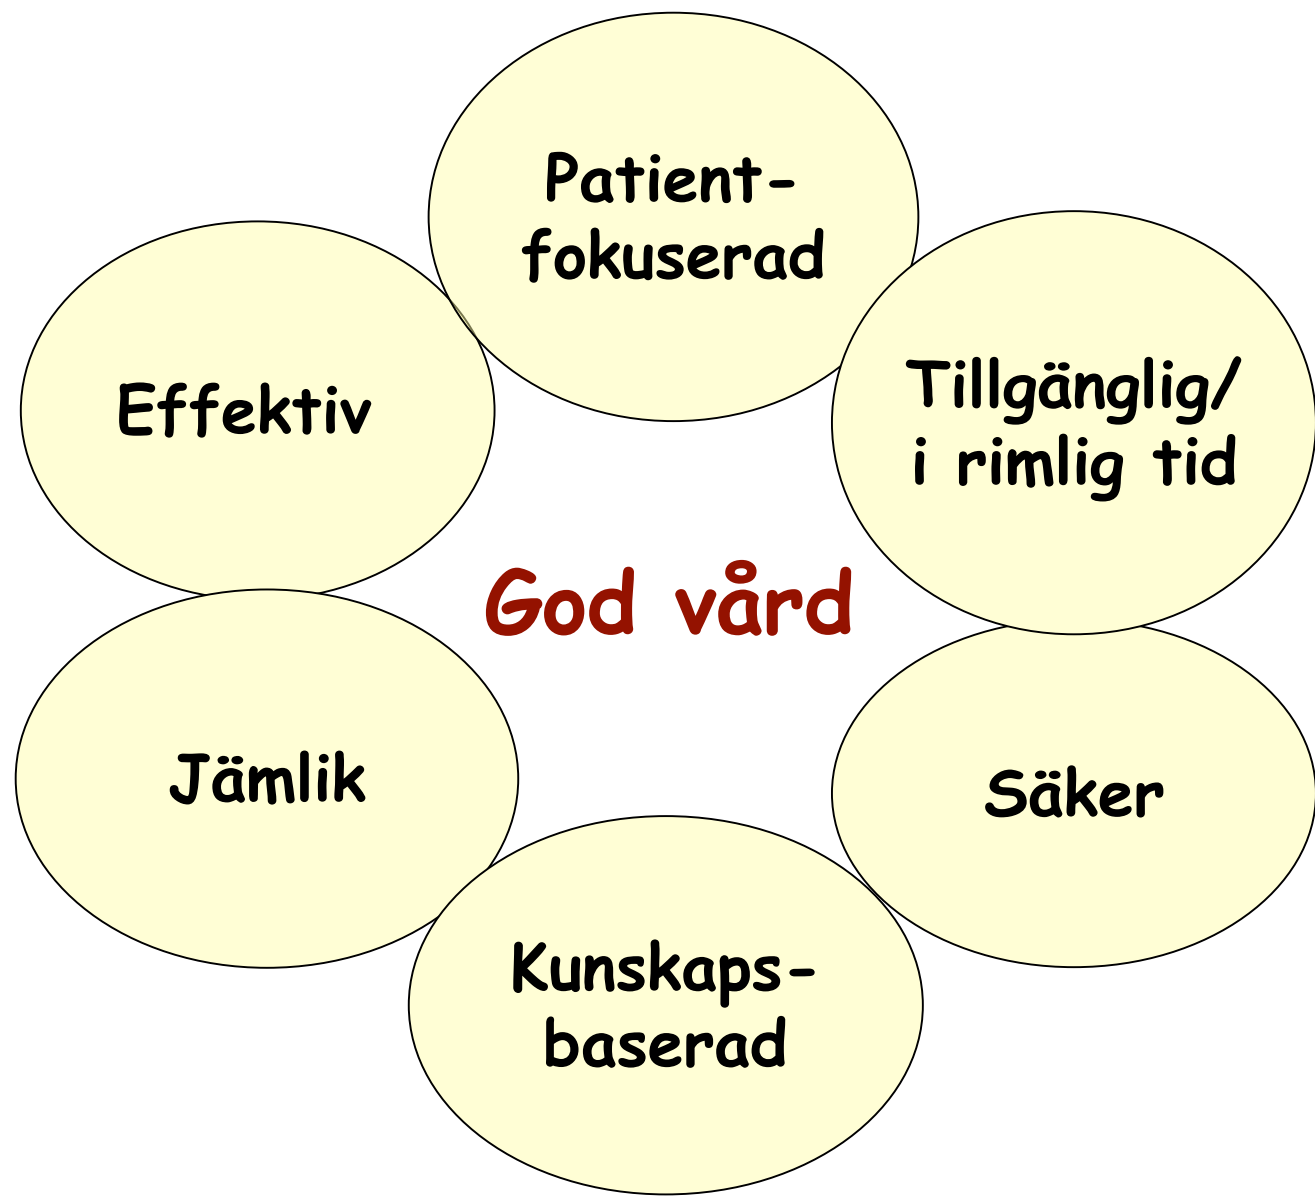 Patient-
fokuserad
Effektiv
Tillgänglig/
i rimlig tid
God vård
Jämlik
Säker
Kunskaps-
baserad